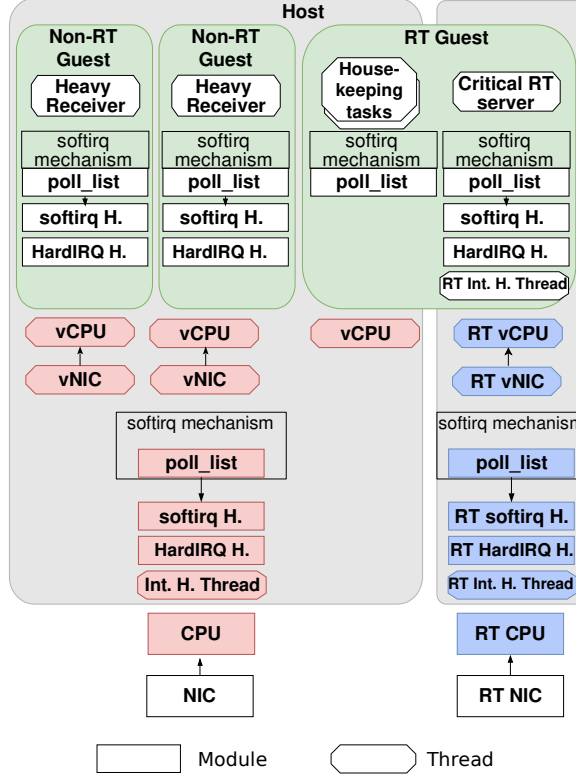 Host
Non-RT
Guest
Heavy
Receiver
softirq
mechanism
poll_list
softirq H.
HardIRQ H.
Non-RT
Guest
Heavy
Receiver
softirq
mechanism
poll_list
softirq H.
HardIRQ H.
RT Guest
House-
keeping
tasks
softirq
mechanism
poll_list
Critical RT
server
softirq
mechanism
poll_list
softirq H.
HardIRQ H.
RT Int. H. Thread
vCPU
vCPU
vCPU
RT vCPU
vNIC
vNIC
RT vNIC
softirq mechanism
poll_list
softirq H.
HardIRQ H.
Int. H. Thread
softirq mechanism
poll_list
RT softirq H.
RT HardIRQ H.
RT Int. H. Thread
CPU
RT CPU
NIC
RT NIC
Module
Thread